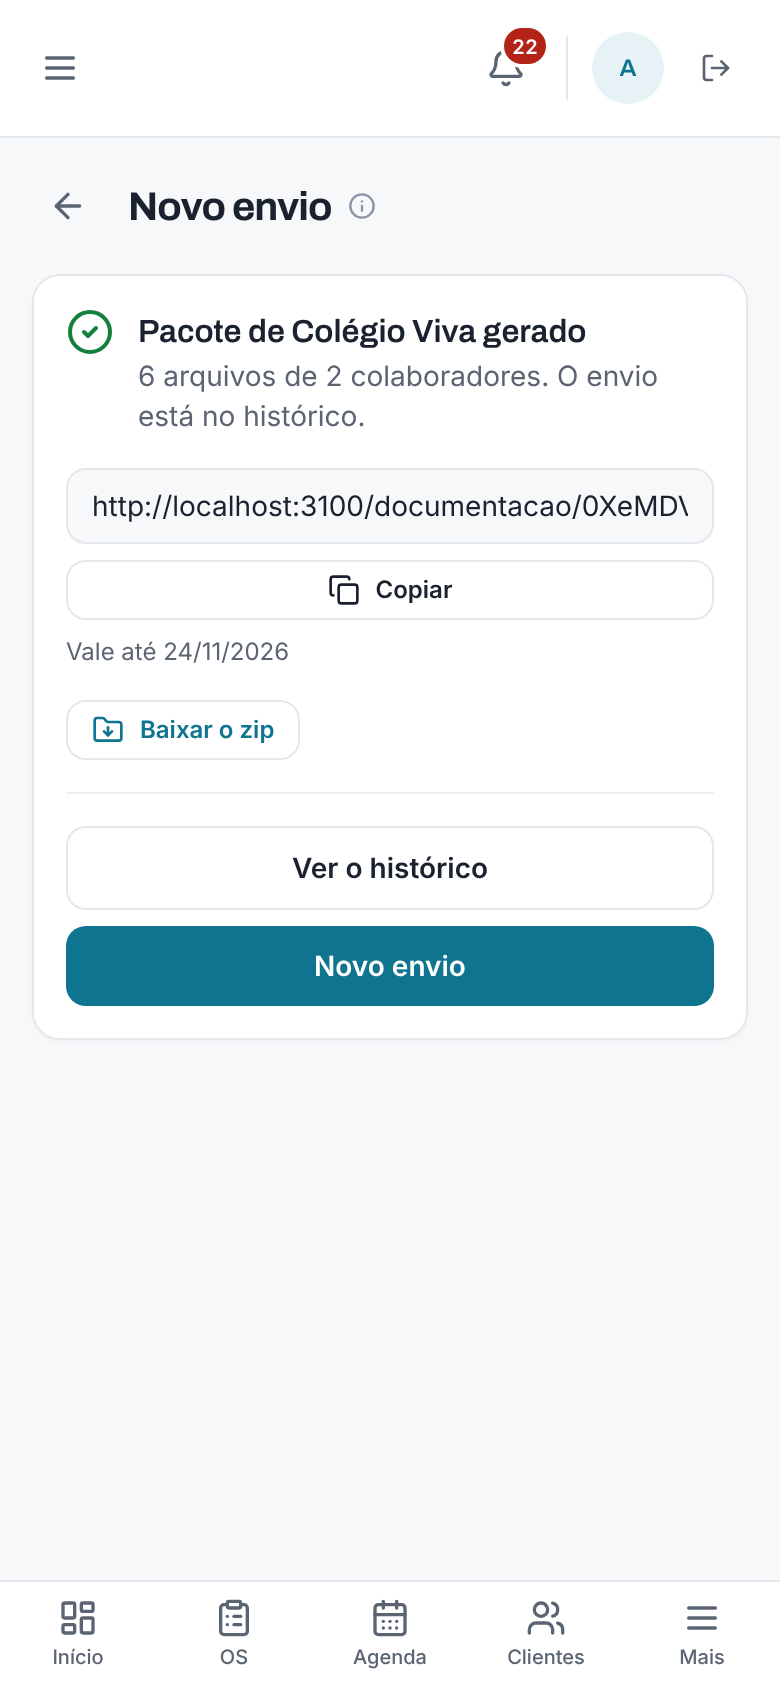 22
A
Novo envio
Pacote de Colégio Viva gerado
6 arquivos de 2 colaboradores. O envio
está no histórico.
http://localhost:3100/documentacao/0XeMD\
Copiar
Vale até 24/11/2026
Baixar o zip
Ver o histórico
Novo envio
Início
OS
Agenda
Clientes
Mais